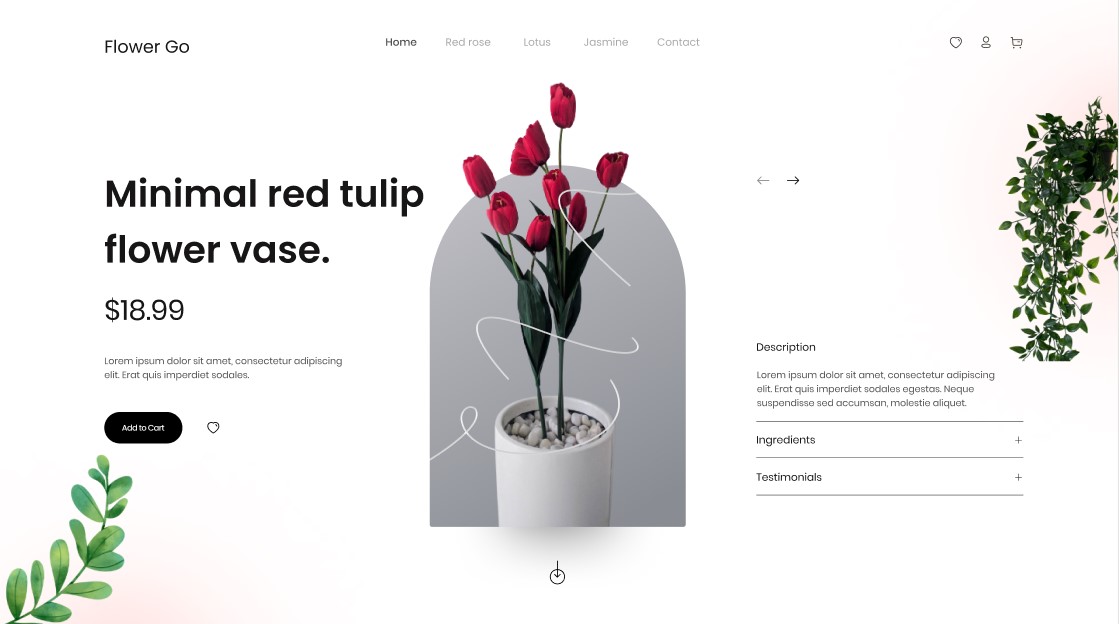 Flower Go
Home
Red rose
Lotus
Jasmine
Contact
Minimal red tulip
flower vase.
$18.99
Lorem ipsum dolor sit amet, consectetur adipiscing
elit. Erat quis imperdiet sodales.
Add to Cart
Description
Lorem ipsum dolor sit amet, consectetur adipiscing
elit. Erat quis imperdiet sodales egestas. Neque
suspendisse sed accumsan, molestie aliquet.
Ingredients
+
Testimonials
+